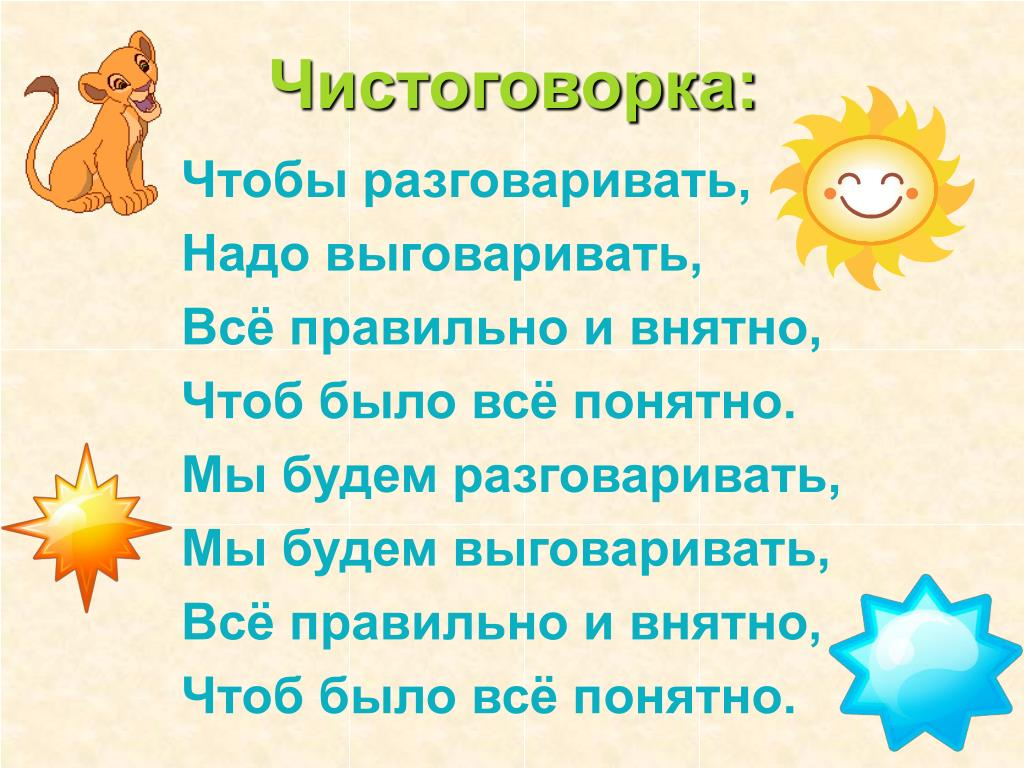 Чистоговорка:
Чтобы разговаривать,
Надо выговаривать,
Всё правильно и внятно,
Чтоб было всё понятно.
Мы будем разговаривать,
Мы будем выговаривать,
Всё правильно и внятно,
Чтоб было всё понятно.